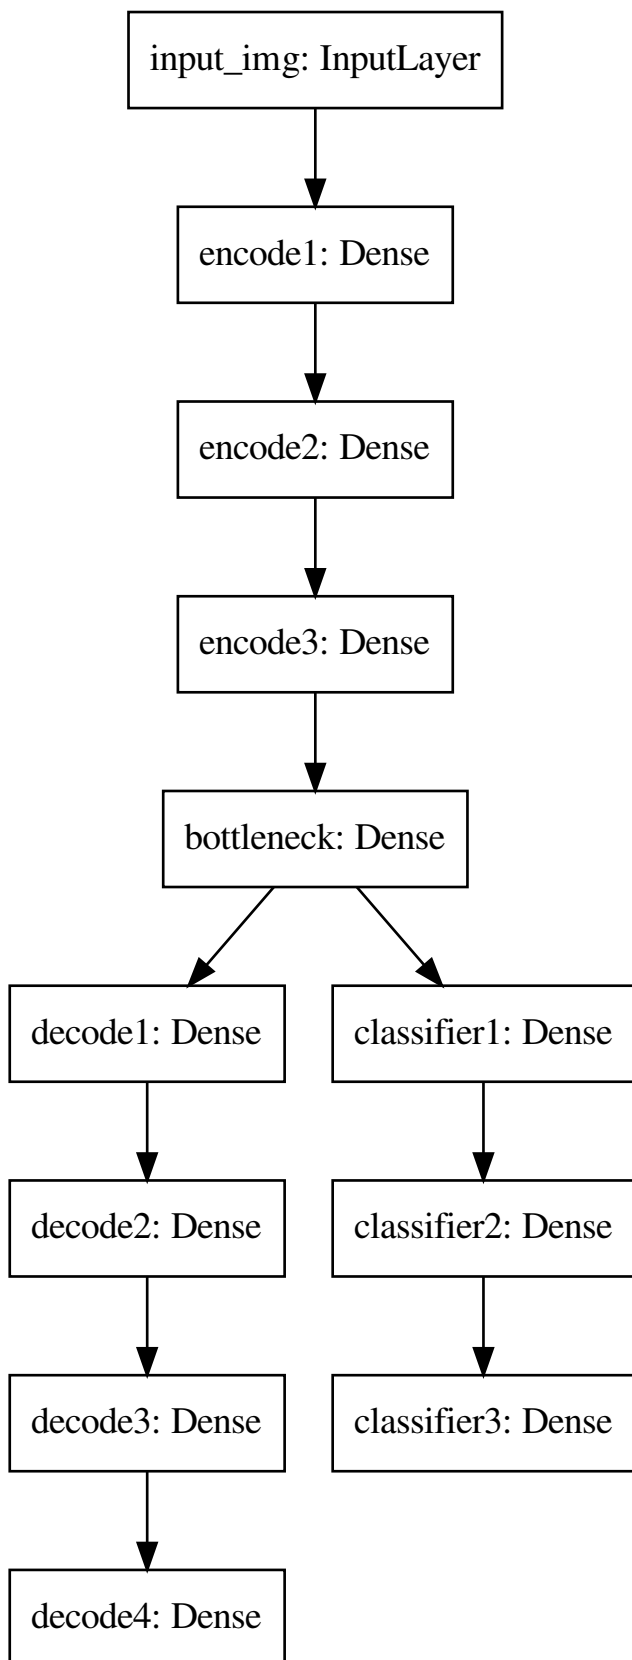 input_img: InputLayer
encode1: Dense
encode2: Dense
encode3: Dense
bottleneck: Dense
decode1: Dense
classifier1: Dense
decode2: Dense
classifier2: Dense
decode3: Dense
classifier3: Dense
decode4: Dense